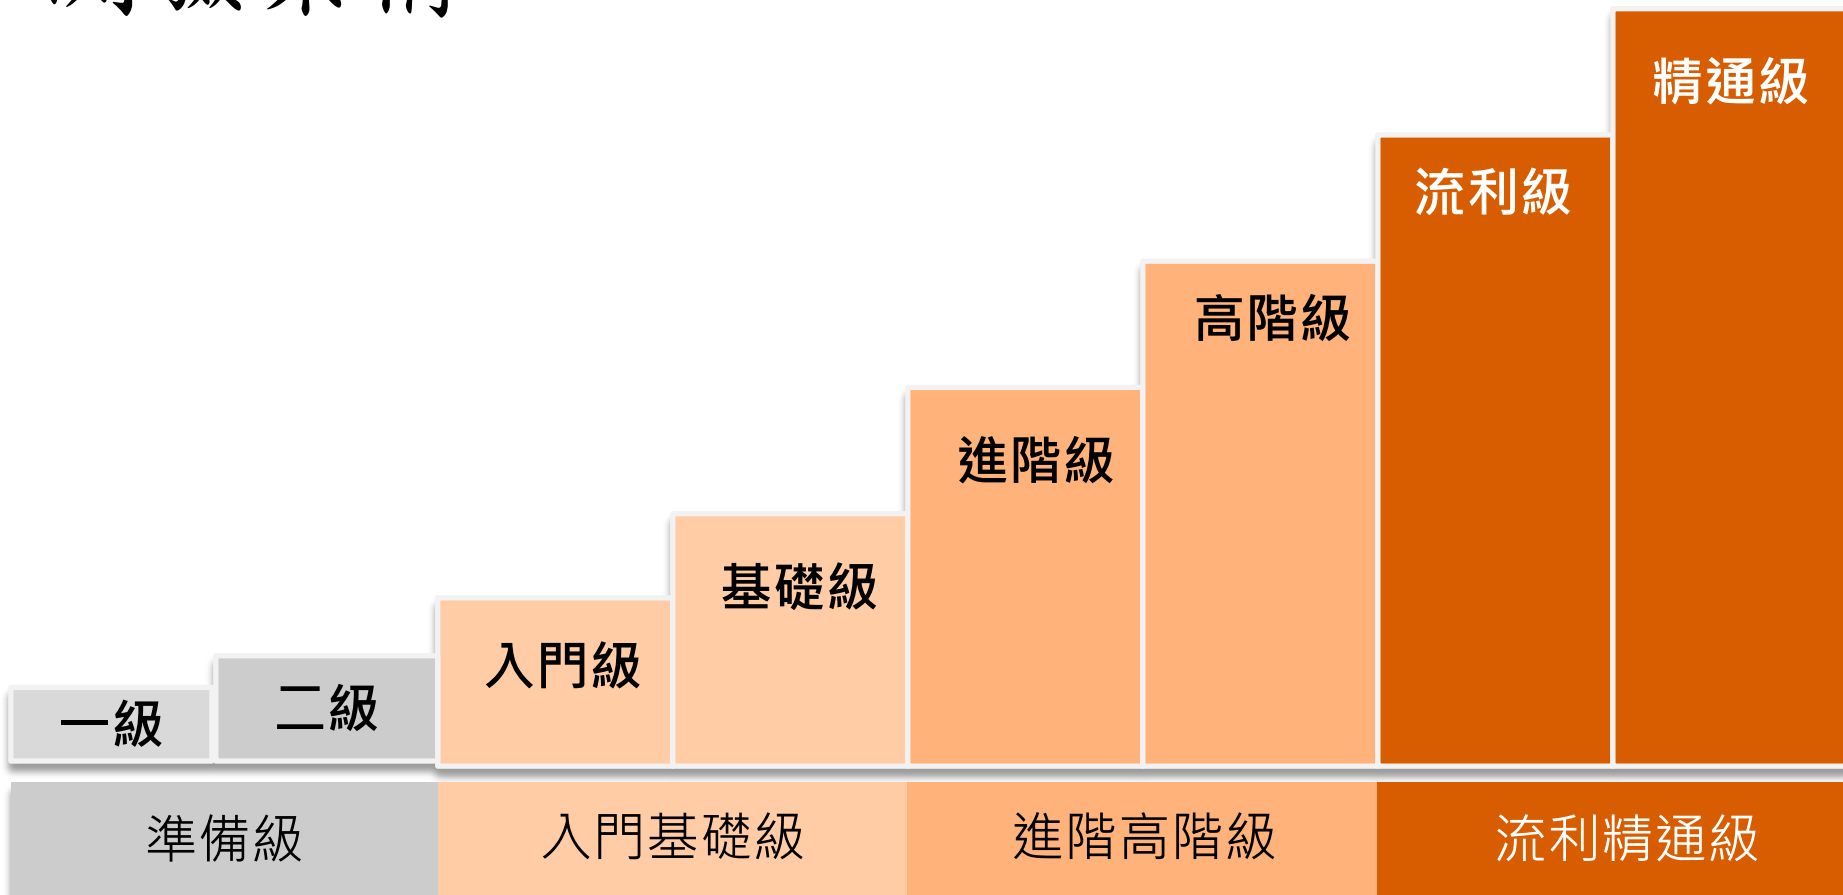 精通級
流利級
高階級
進階級
基礎級
入門級
二級
一級
準備級
入門基礎級
進階高階級
流利精通級